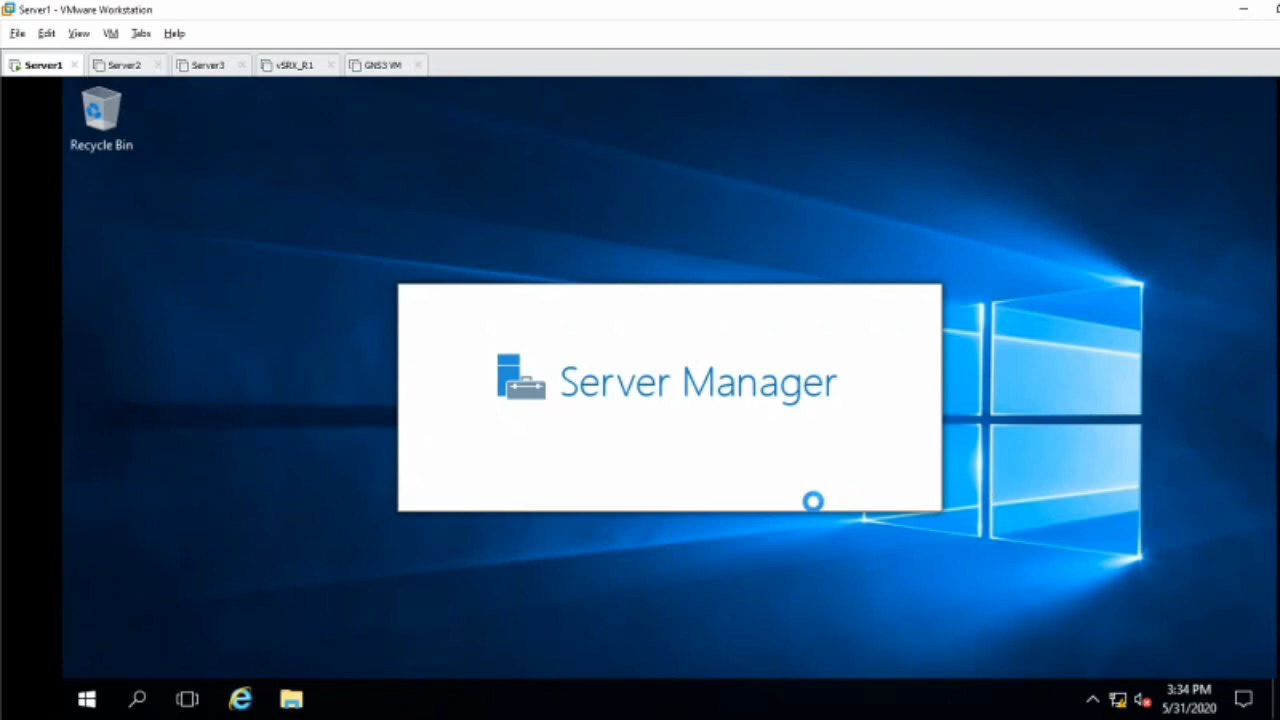 Server1 - VMware Workstation
File Edit View VM Tabs Help
Server1 Server2 Server3 vSRX_R1 GNS3 VM
Recycle Bin
Server Manager
3:34 PM
5/31/2020